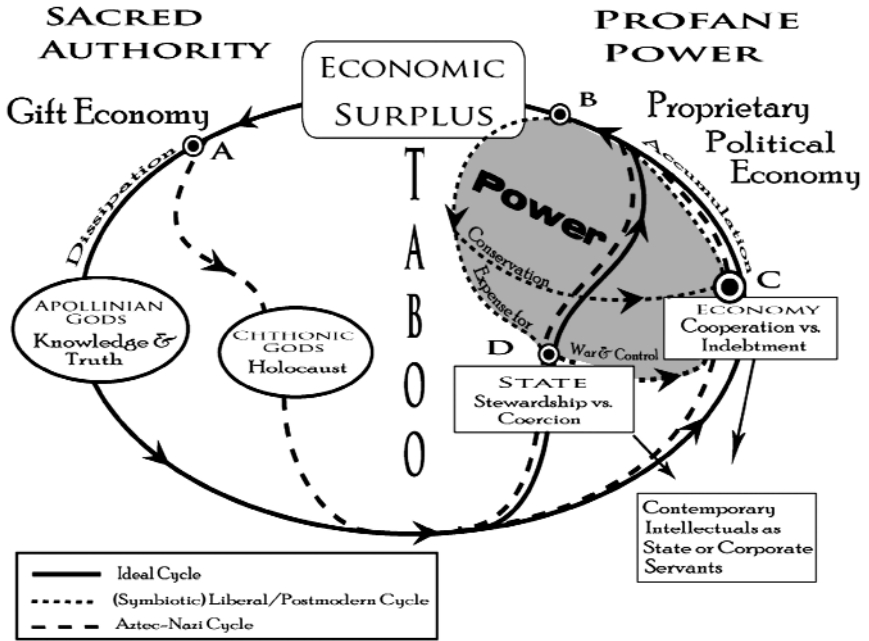 SACRED
AUTHORITY
PROFANE
POWER
ECONOMIC
SURPLUS
Gift Economy
A
B
Proprietary
Political
Economy
Dissipation
Accumulation
TABOO
Power
Conservation
Expense for
War & Control
APOLLINIAN
GODS
Knowledge &
Truth
CHTHONIC
GODS
Holocaust
C
ECONOMY
Cooperation vs.
Indebtment
D
STATE
Stewardship vs.
Coercion
Contemporary
Intellectuals as
State or Corporate
Servants
Ideal Cycle
(Symbiotic) Liberal/Postmodern Cycle
Aztec-Nazi Cycle